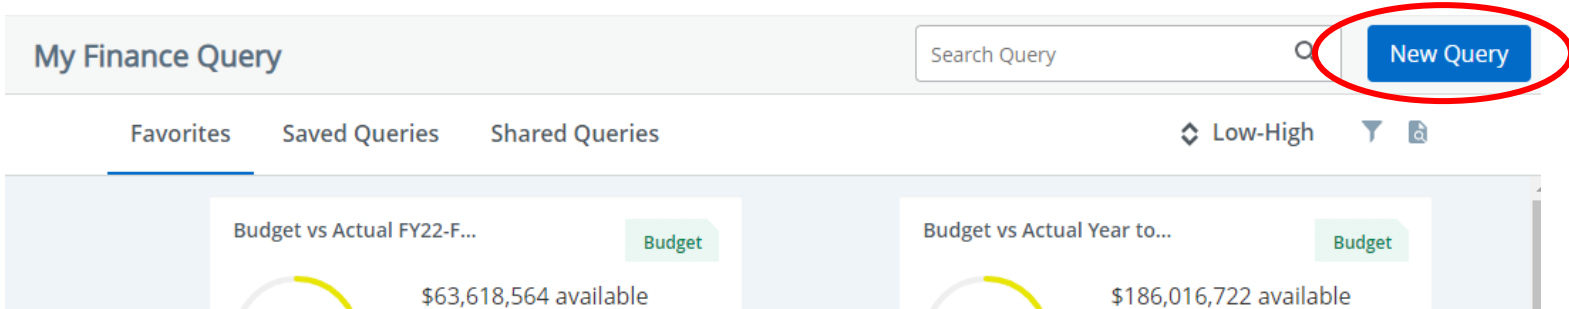 My Finance Query
Search Query
New Query
Favorites Saved Queries Shared Queries
Low-High
Budget vs Actual FY22-F...
Budget
$63,618,564 available
Budget vs Actual Year to...
Budget
$186,016,722 available